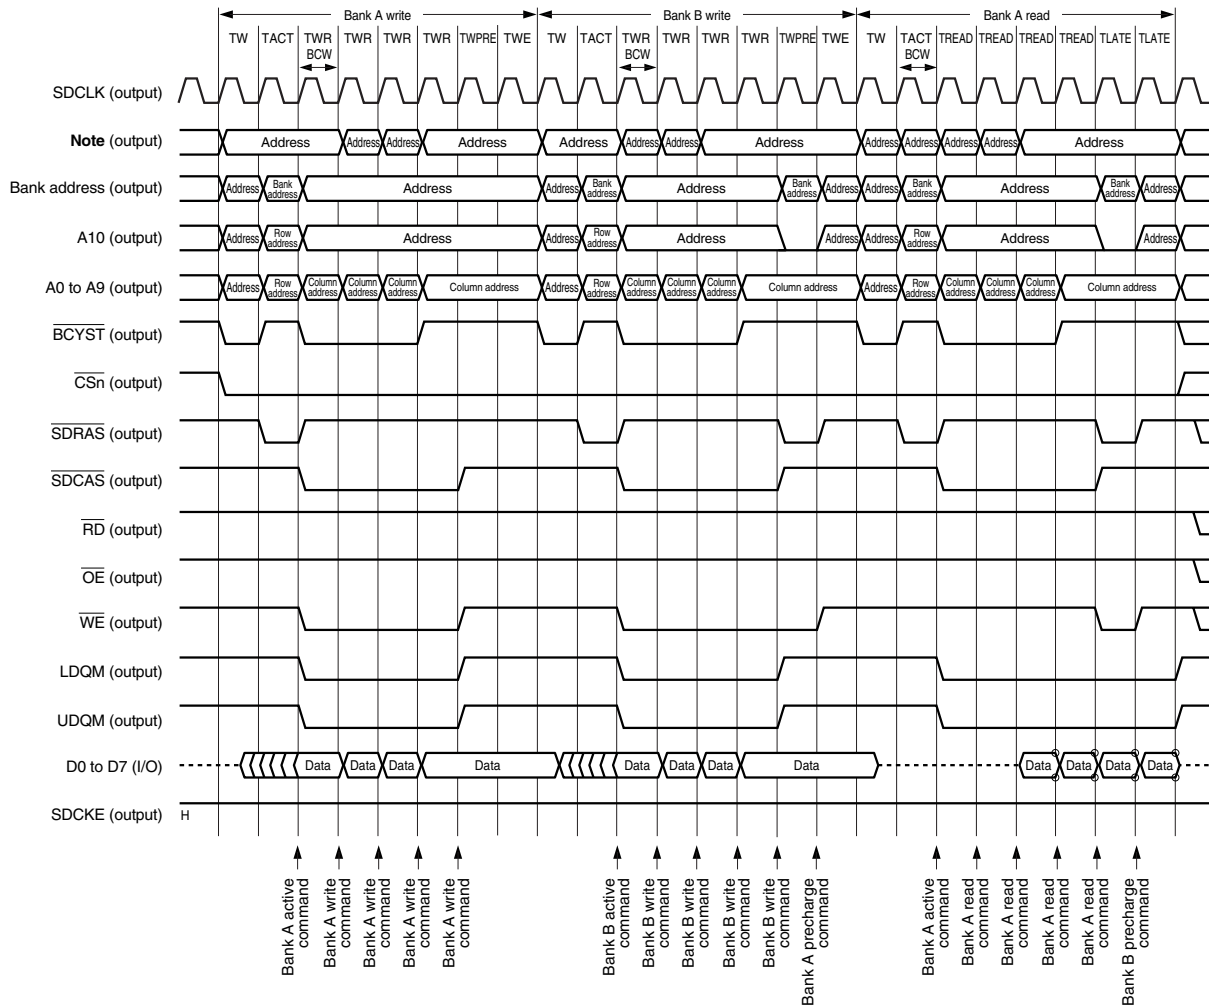 Bank A write Bank B write Bank A read
TW TACT TWR TWR TWR TWR TWPRE TWE TW TACT TWR TWR TWR TWR TWPRE TWE TW TACT TREAD TREAD TREAD TREAD TLATE TLATE
BCW BCW BCW
SDCLK (output)
Note (output) Address Address Address Address Address Address Address Address Address Address Address Address Address
Bank address (output) Address Bank address Address Address Bank address Address Bank address Address Address Bank address Address Bank address Address
A10 (output) Address Row address Address Address Row address Address Address Address Row address Address Address
A0 to A9 (output) Address Row address Column address Column address Column address Column address Address Row address Column address Column address Column address Column address Address Row address Column address Column address Column address Column address
BCYST (output)
CSn (output)
SDRAS (output)
SDCAS (output)
RD (output)
OE (output)
WE (output)
LDQM (output)
UDQM (output)
D0 to D7 (I/O) Data Data Data Data Data Data Data Data Data Data Data Data
SDCKE (output) H
Bank A active command
Bank A write command
Bank A write command
Bank A write command
Bank A write command
Bank B active command
Bank B write command
Bank B write command
Bank B write command
Bank B write command
Bank A precharge command
Bank A active command
Bank A read command
Bank A read command
Bank A read command
Bank A read command
Bank B precharge command